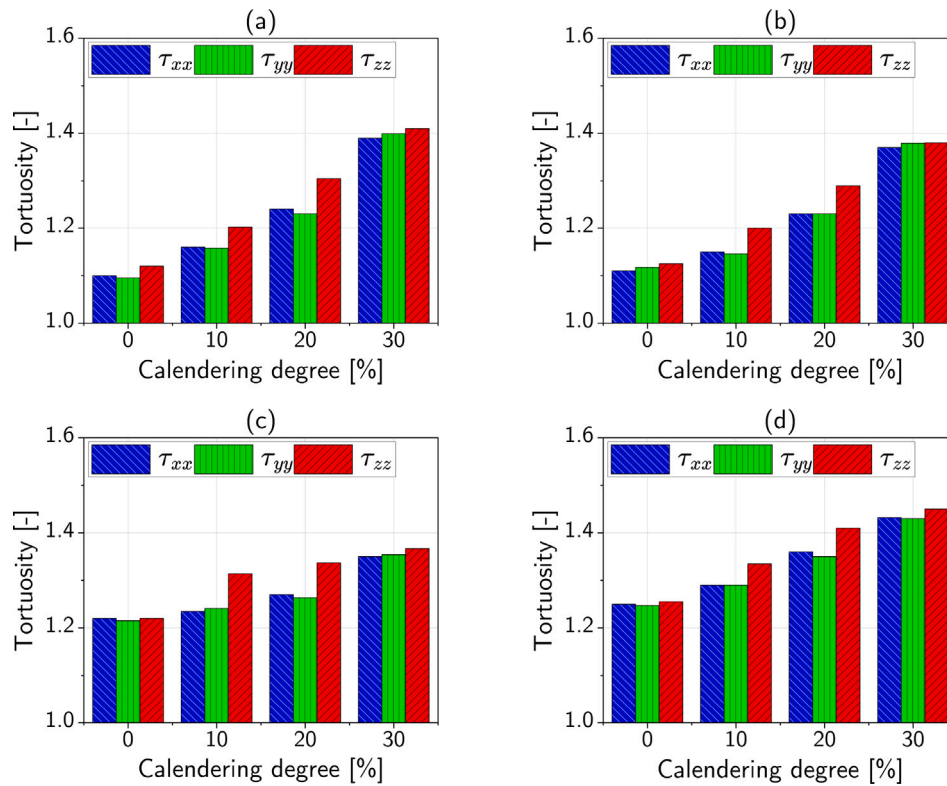 (a)
τxx τyy τzz
1.6
1.4
1.2
1.0
Tortuosity [-]
0 10 20 30
Calendering degree [%]
(b)
τxx τyy τzz
1.6
1.4
1.2
1.0
Tortuosity [-]
0 10 20 30
Calendering degree [%]
(c)
τxx τyy τzz
1.6
1.4
1.2
1.0
Tortuosity [-]
0 10 20 30
Calendering degree [%]
(d)
τxx τyy τzz
1.6
1.4
1.2
1.0
Tortuosity [-]
0 10 20 30
Calendering degree [%]